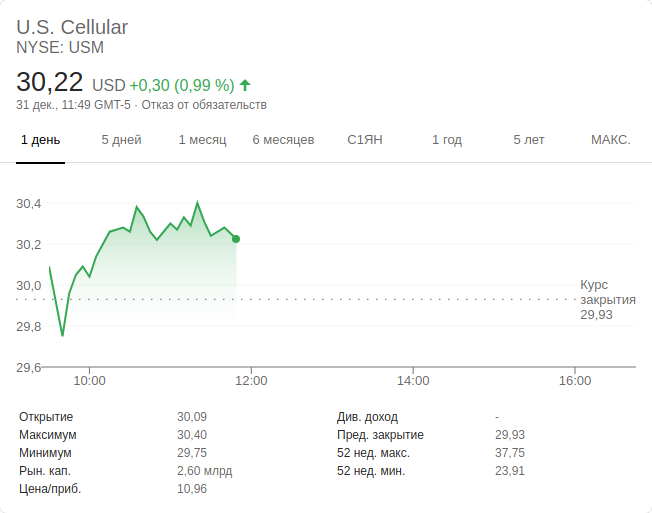 U.S. Cellular
NYSE: USM
30,22 USD +0,30 (0,99 %)
31 дек., 11:49 GMT-5 · Отказ от обязательств
1 день 5 дней 1 месяц 6 месяцев С1ЯН 1 год 5 лет МАКС.
30,4
30,2
30,0
Курс
закрытия
29,93
29,8
29,6
10:00 12:00 14:00 16:00
Открытие 30,09 Див. доход -
Максимум 30,40 Пред. закрытие 29,93
Минимум 29,75 52 нед. макс. 37,75
Рын. кап. 2,60 млрд 52 нед. мин. 23,91
Цена/приб. 10,96